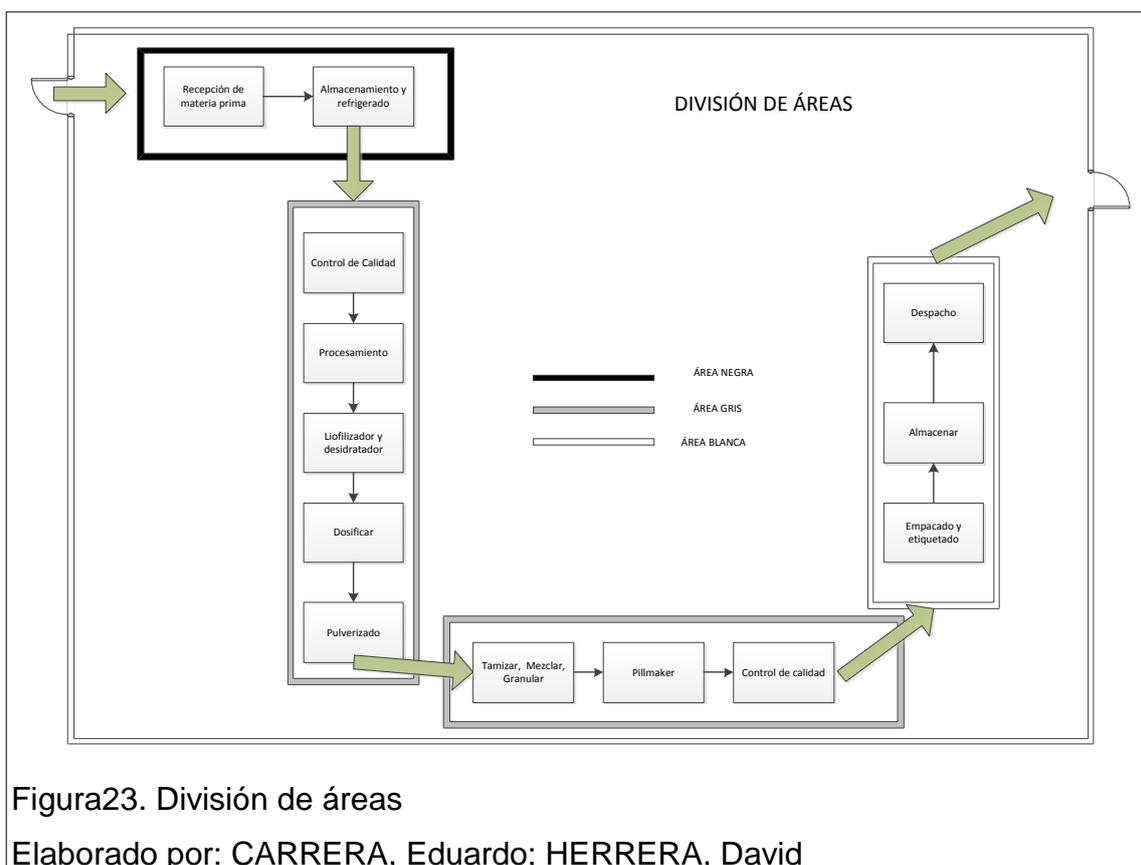 DIVISIÓN DE ÁREAS
Recepción de
materia prima
Almacenamiento y
refrigerado
Control de Calidad
Procesamiento
Liofilizador y
desidratador
Dosificar
Pulverizado
Tamizar, Mezclar,
Granular
Pillmaker
Control de calidad
Empacado y
etiquetado
Almacenar
Despacho
ÁREA NEGRA
ÁREA GRIS
ÁREA BLANCA
Figura23. División de áreas
Elaborado por: CARRERA, Eduardo; HERRERA, David